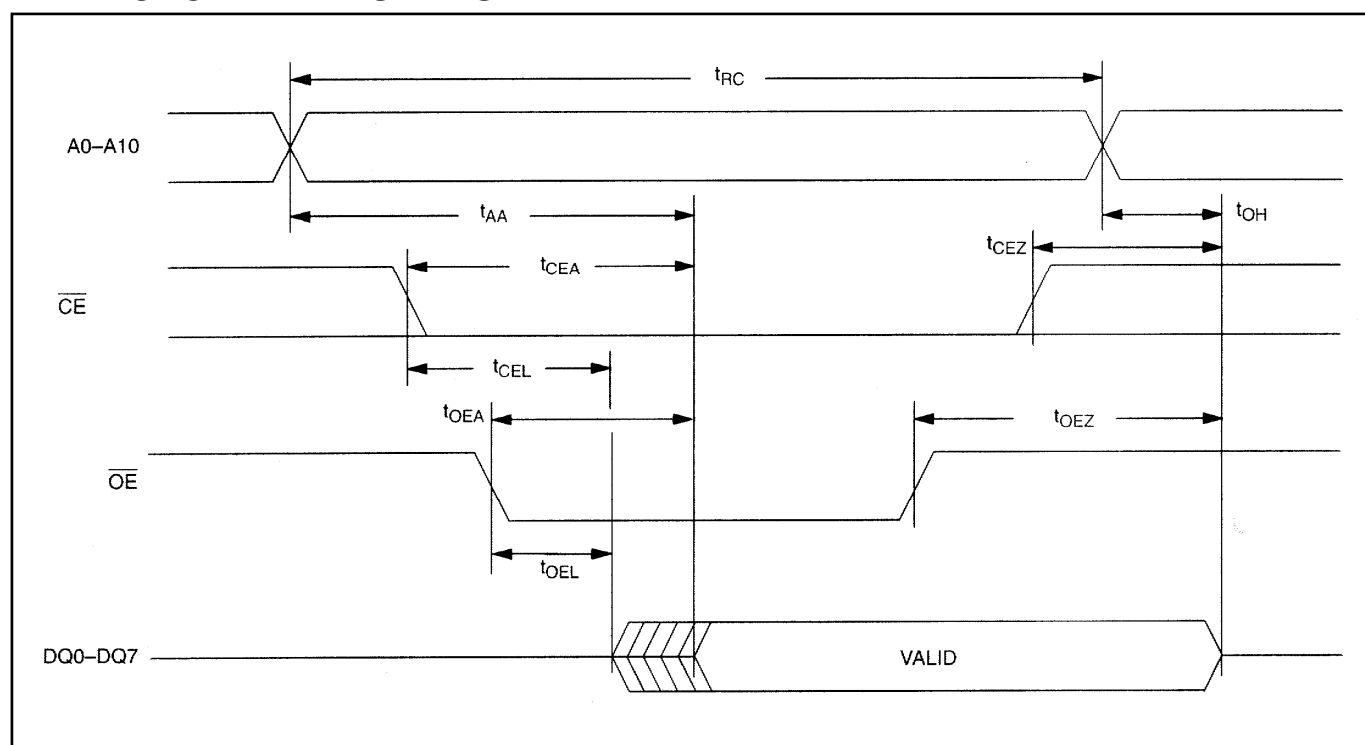 tRC
A0–A10
tAA
tOH
tCEZ
tCEA
CE
tCEL
tOEA
tOEZ
OE
tOEL
DQ0–DQ7
VALID